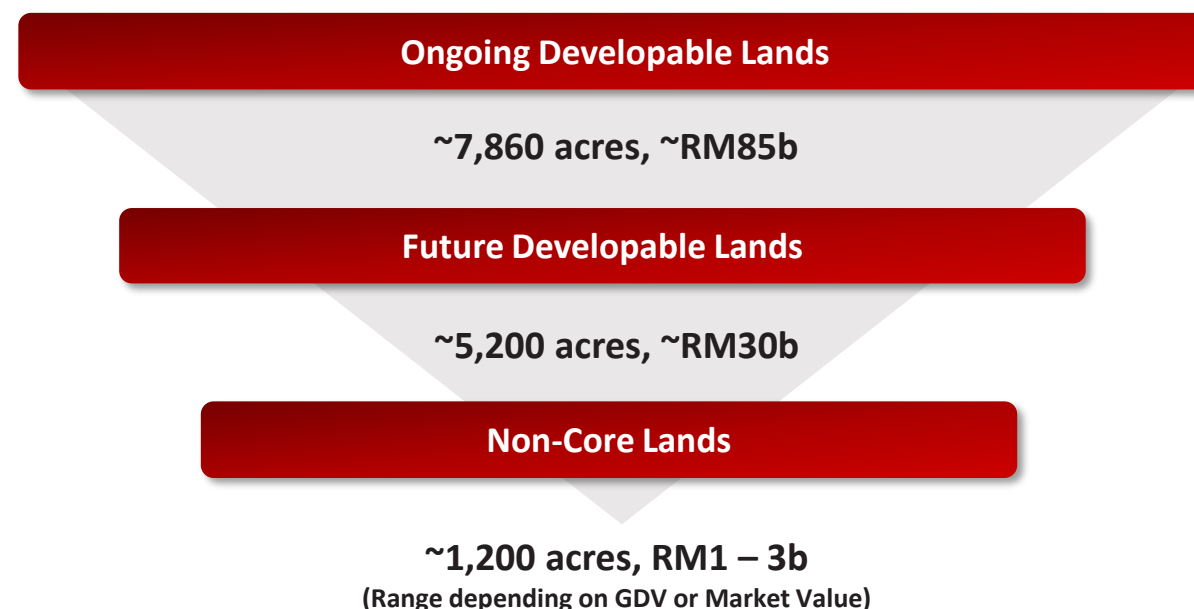 Ongoing Developable Lands
~7,860 acres, ~RM85b
Future Developable Lands
~5,200 acres, ~RM30b
Non-Core Lands
~1,200 acres, RM1 – 3b
(Range depending on GDV or Market Value)